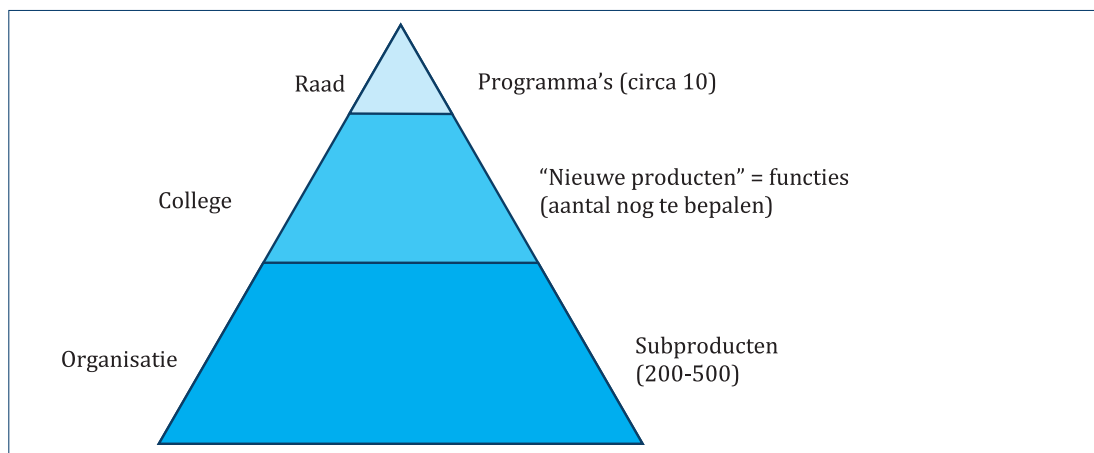 Raad
Programma's (circa 10)
College
“Nieuwe producten” = functies
(aantal nog te bepalen)
Organisatie
Subproducten
(200-500)